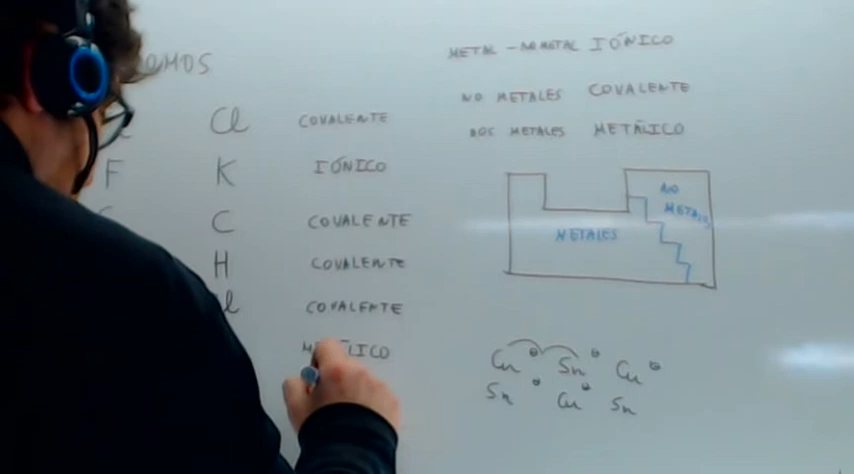 METAL - NO METAL IÓNICO
NO METALES COVALENTE
DOS METALES METÁLICO
Cl COVALENTE
F K IÓNICO
C COVALENTE
H COVALENTE
COVALENTE
NO
METALES
METALES
Cu Sn Cu
Sn Cu Sn